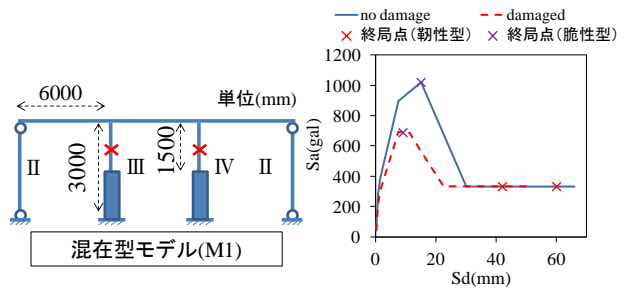 6000
単位(mm)
II
3000
III
1500
IV
II
混在型モデル(M1)
no damage
damaged
終局点(靭性型)
終局点(脆性型)
Sa(gal)
1200
1000
800
600
400
200
0
0
20
40
60
Sd(mm)